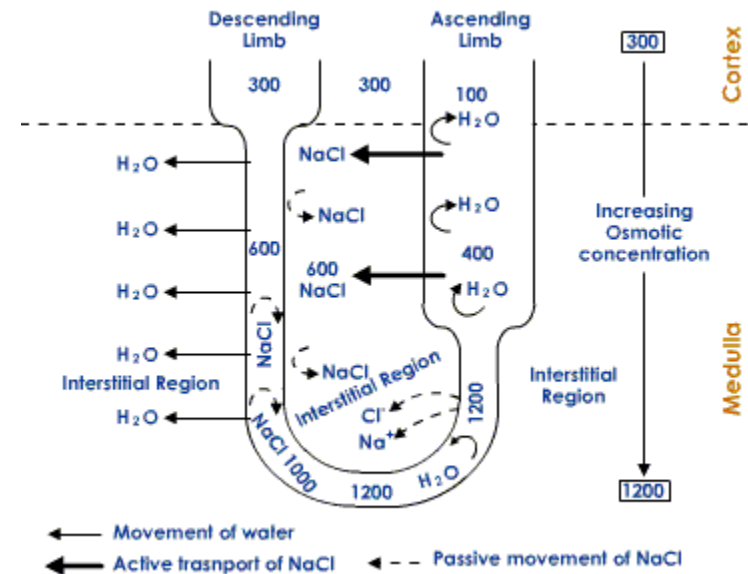 Descending
Limb
Ascending
Limb
300
Cortex
300
300
100
H₂O
H₂O
NaCl
NaCl
H₂O
H₂O
Increasing
Osmotic
concentration
600
600
NaCl
400
H₂O
H₂O
NaCl
H₂O
NaCl
Interstitial Region
Interstitial Region
Interstitial
Region
Medulla
H₂O
Cl⁻
Na⁺
1200
NaCl
1000
1200
H₂O
1200
Movement of water
Active trasnport of NaCl
Passive movement of NaCl